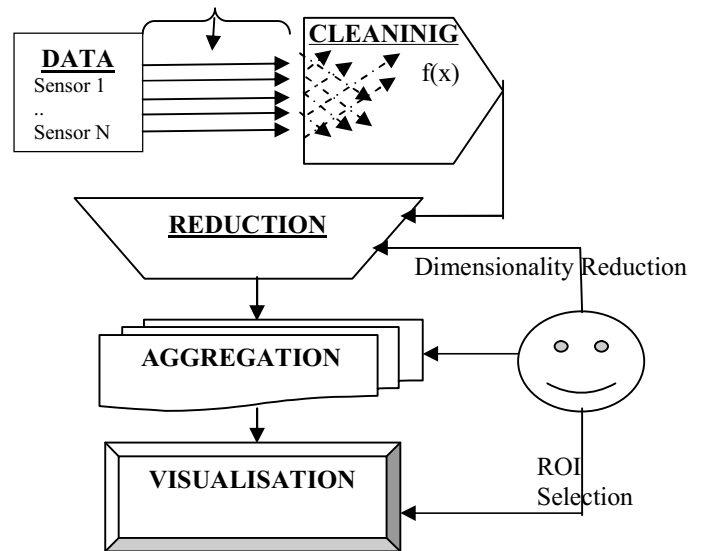 DATA
Sensor 1
..
Sensor N
CLEANINIG
f(x)
REDUCTION
Dimensionality Reduction
AGGREGATION
VISUALISATION
ROI
Selection